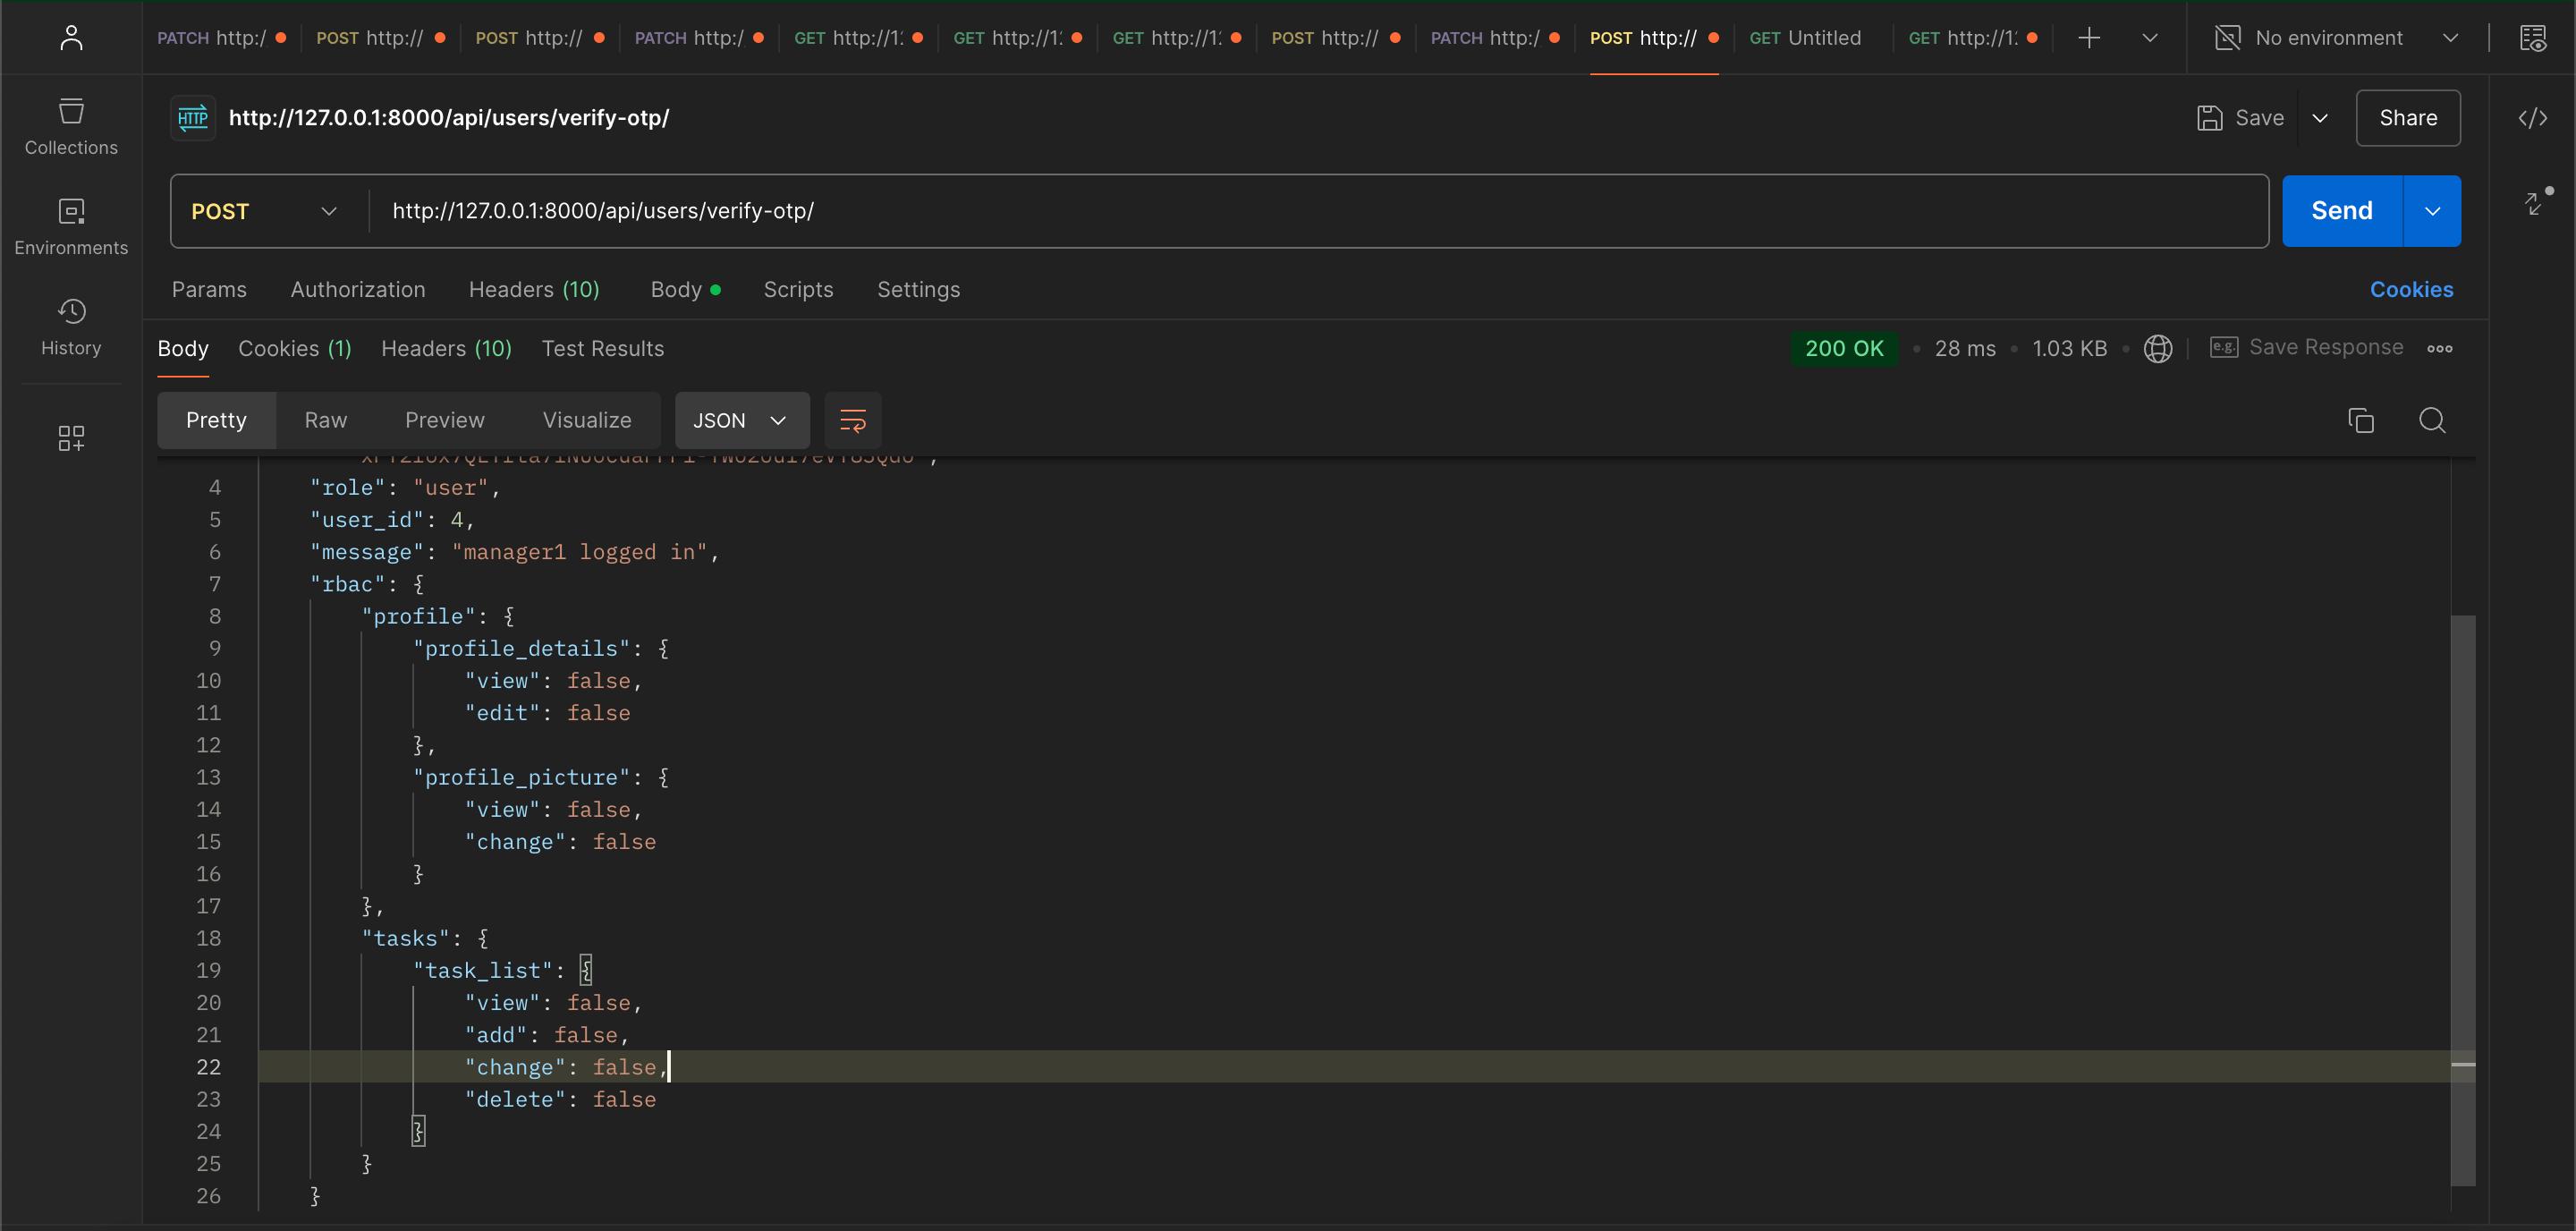 PATCH http:/ POST http:// POST http:// PATCH http:/ GET http://1 GET http://1 GET http://1 POST http:// PATCH http:/ POST http:// GET Untitled GET http://1. No environment
Collections
Environments
History
HTTP http://127.0.0.1:8000/api/users/verify-otp/ Save Share
POST http://127.0.0.1:8000/api/users/verify-otp/ Send
Params Authorization Headers (10) Body Scripts Settings Cookies
Body Cookies (1) Headers (10) Test Results 200 OK 28 ms 1.03 KB e.g. Save Response
Pretty Raw Preview Visualize JSON
4 "role": "user",
5 "user_id": 4,
6 "message": "manager1 logged in",
7 "rbac": {
8 "profile": {
9 "profile_details": {
10 "view": false,
11 "edit": false
12 },
13 "profile_picture": {
14 "view": false,
15 "change": false
16 }
17 },
18 "tasks": {
19 "task_list": {
20 "view": false,
21 "add": false,
22 "change": false,
23 "delete": false
24 }
25 }
26 }